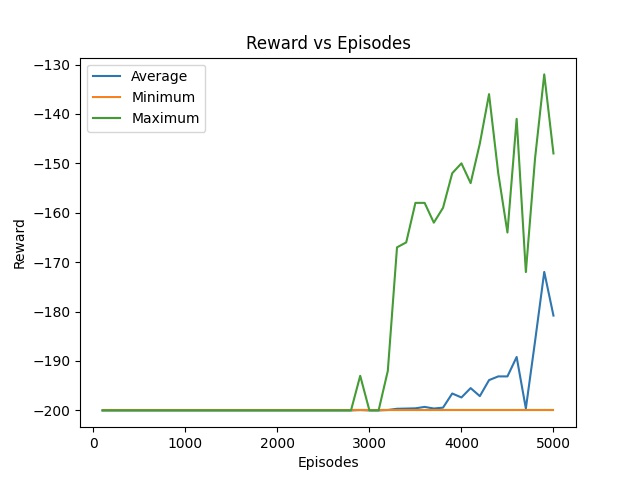 Reward vs Episodes
Average
Minimum
Maximum
−130
−140
−150
−160
−170
−180
−190
−200
Reward
0
1000
2000
3000
4000
5000
Episodes